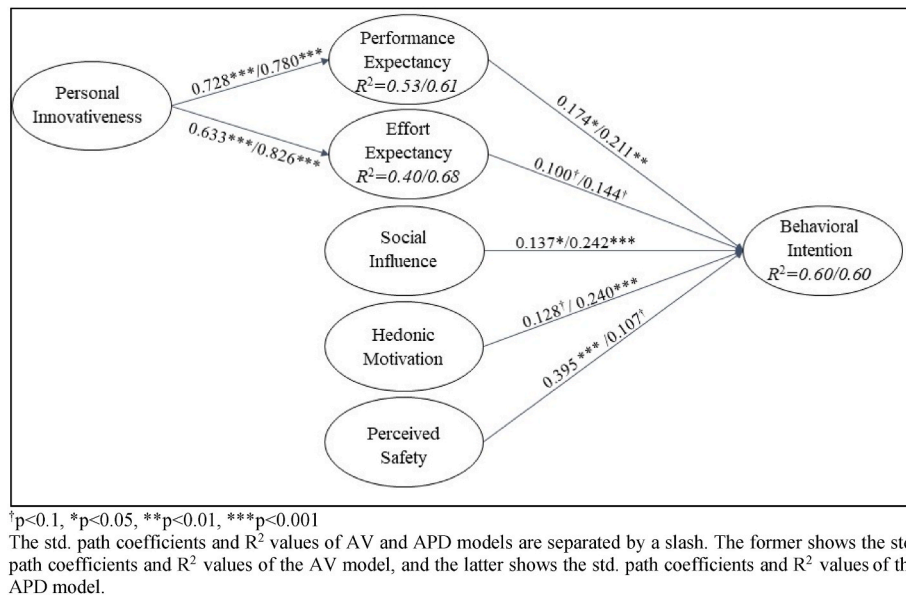 Performance
Expectancy
R²=0.53/0.61
0.728***/0.780***
Personal
Innovativeness
0.633***/0.826***
Effort
Expectancy
R²=0.40/0.68
0.174*/0.211**
0.100†/0.144†
Social
Influence
0.137*/0.242***
Behavioral
Intention
R²=0.60/0.60
Hedonic
Motivation
0.128†/ 0.240***
0.395 *** /0.107†
Perceived
Safety
†p<0.1, *p<0.05, **p<0.01, ***p<0.001
The std. path coefficients and R² values of AV and APD models are separated by a slash. The former shows the std
path coefficients and R² values of the AV model, and the latter shows the std. path coefficients and R² values of th
APD model.